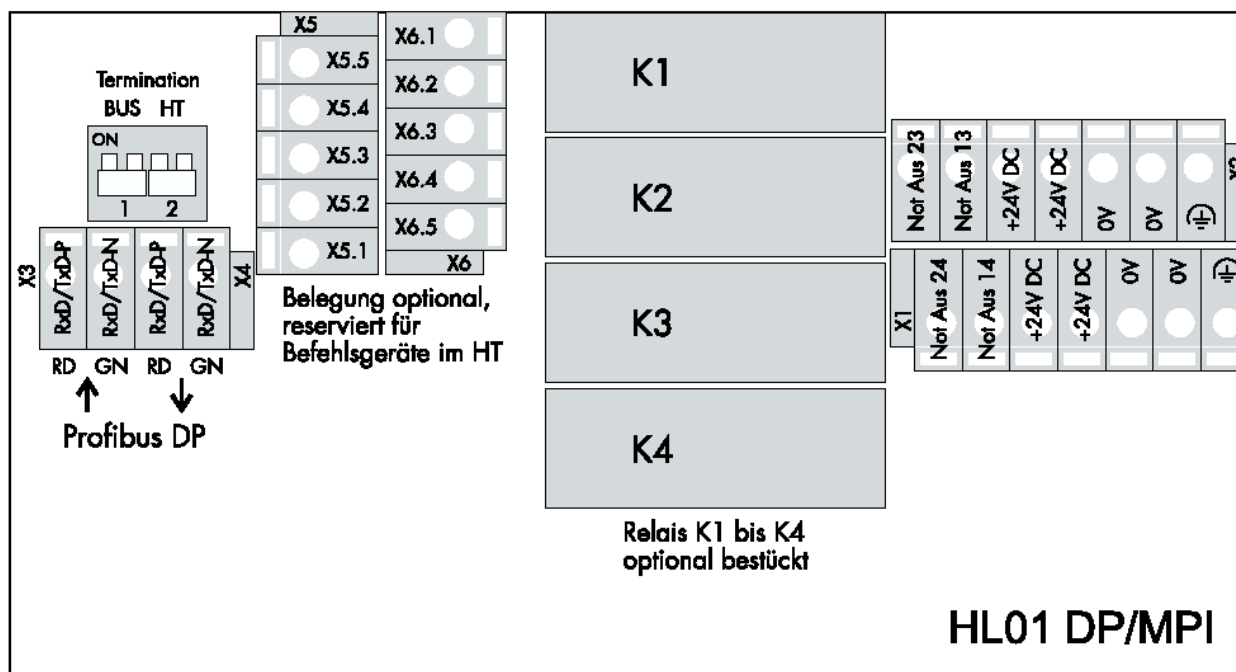 Termination
BUS HT
ON
1 2
X3
RxD/TxD-P
RxD/TxD-N
RxD/TxD-P
RxD/TxD-N
X4
RD GN RD GN
Profibus DP
X5
X5.5
X5.4
X5.3
X5.2
X5.1
X6.1
X6.2
X6.3
X6.4
X6.5
X6
Belegung optional,
reserviert für
Befehlsgeräte im HT
K1
K2
K3
K4
Relais K1 bis K4
optional bestückt
Not Aus 23
Not Aus 13
+24V DC
+24V DC
0V
0V
X2
X1
Not Aus 24
Not Aus 14
+24V DC
+24V DC
0V
0V
HL01 DP/MPI